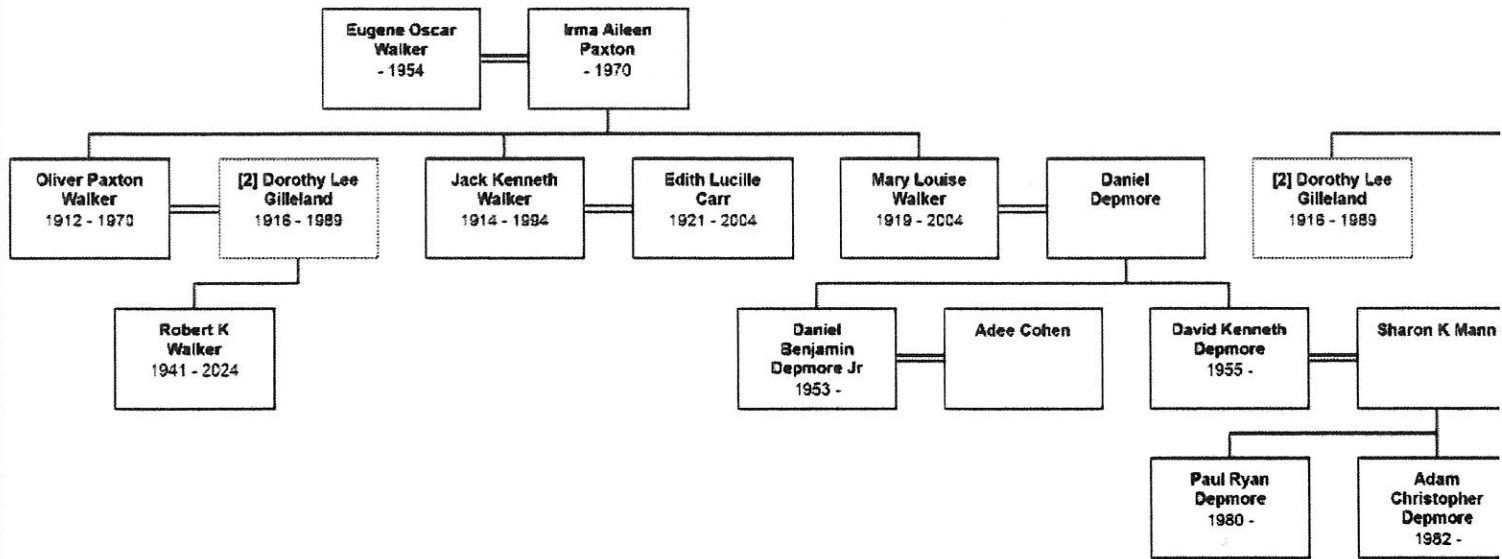 Eugene Oscar
Walker
- 1954
Irma Aileen
Paxton
- 1970
Oliver Paxton
Walker
1912 - 1970
[2] Dorothy Lee
Gilleland
1916 - 1989
Jack Kenneth
Walker
1914 - 1994
Edith Lucille
Carr
1921 - 2004
Mary Louise
Walker
1919 - 2004
Daniel
Depmore
[2] Dorothy Lee
Gilleland
1916 - 1989
Robert K
Walker
1941 - 2024
Daniel
Benjamin
Depmore Jr
1953 -
Adee Cohen
David Kenneth
Depmore
1955 -
Sharon K Mann
Paul Ryan
Depmore
1980 -
Adam
Christopher
Depmore
1982 -